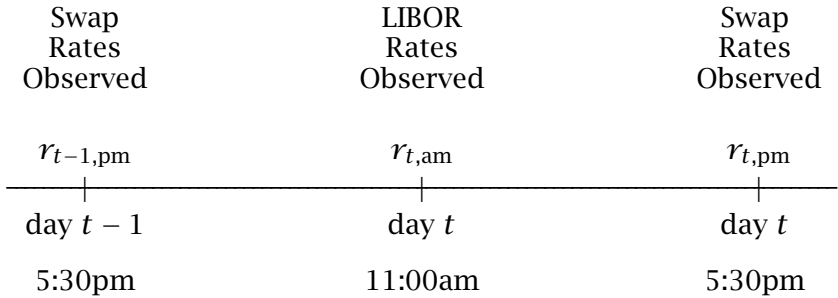 Swap LIBOR Swap
Rates Rates Rates
Observed Observed Observed
r_{t−1,pm} r_{t,am} r_{t,pm}
day t − 1 day t day t
5:30pm 11:00am 5:30pm